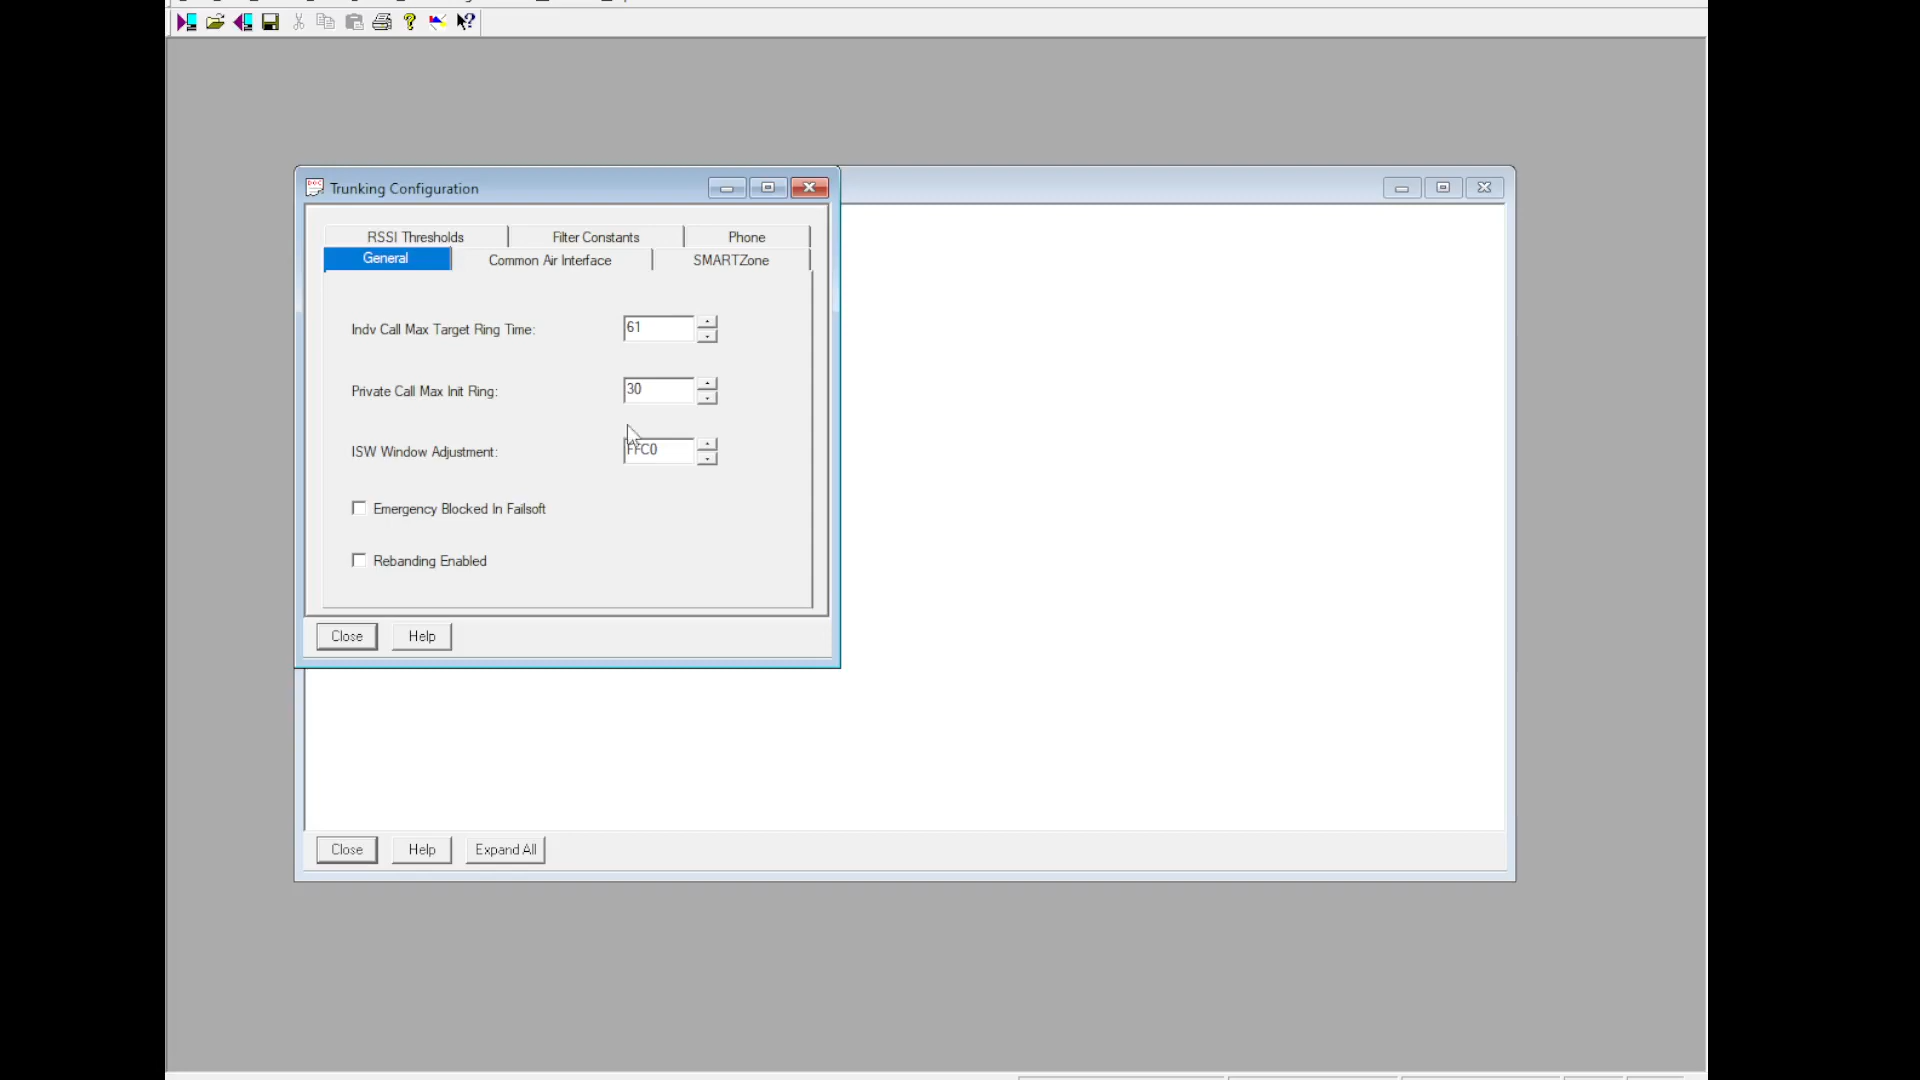 Trunking Configuration
RSSI Thresholds Filter Constants Phone
General Common Air Interface SMARTZone
Indv Call Max Target Ring Time: 61
Private Call Max Init Ring: 30
ISW Window Adjustment: FFC0
Emergency Blocked In Failsoft
Rebanding Enabled
Close Help
Close Help Expand All